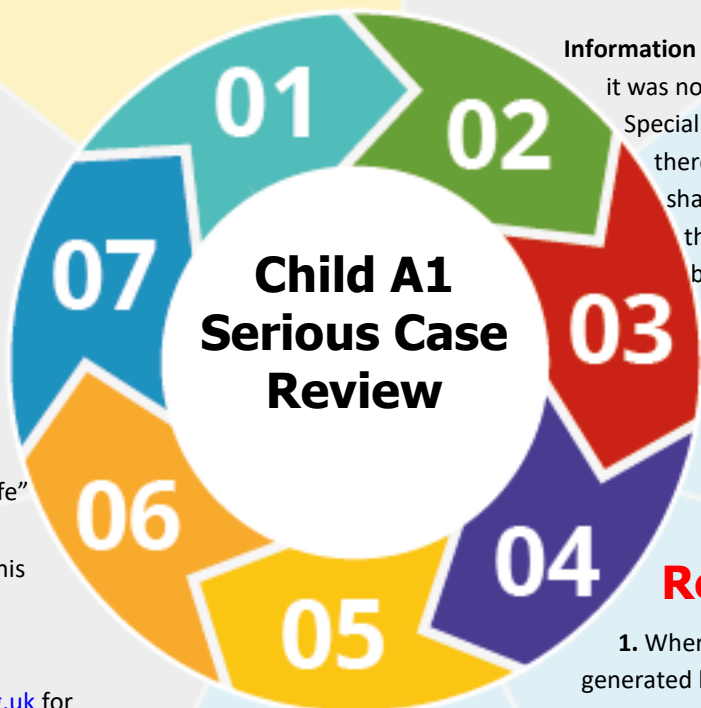 Information
it was no
Special
there
sha
th
01
02
03
04
05
06
07
Child A1
Serious Case
Review
fe”
his
.uk for
Re
1. Wher
generated